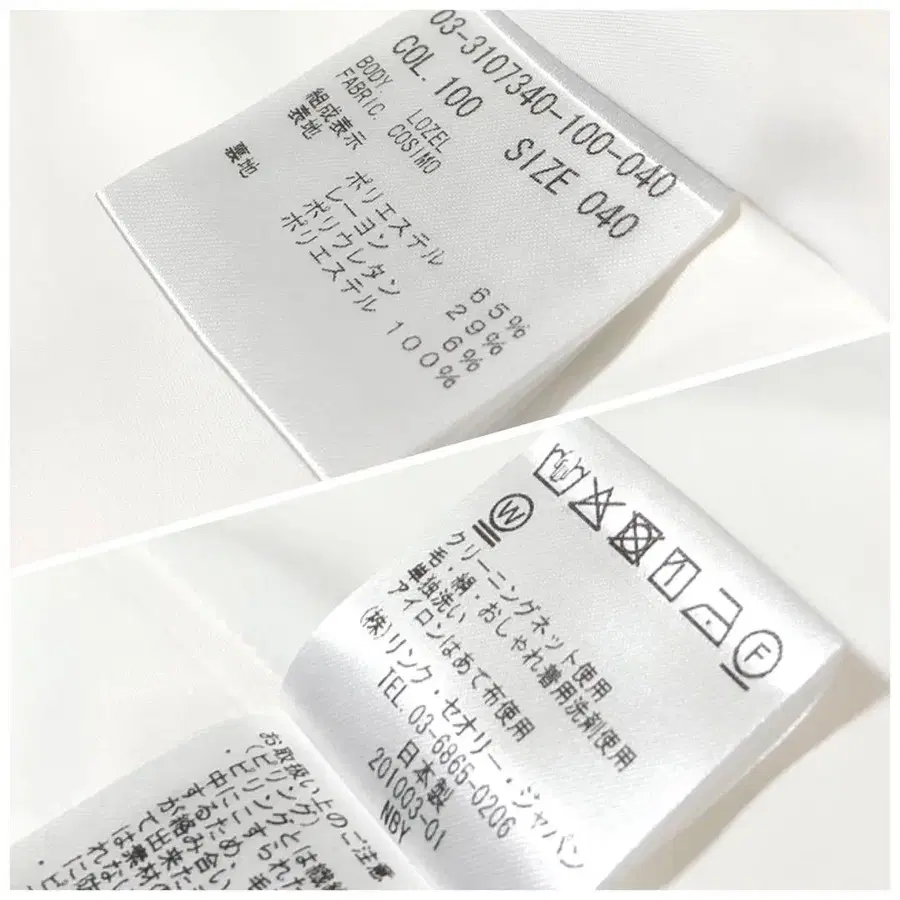 03-3107340-100-040
COL. 100 SIZE 040
BODY. LOZEL
FABRIC. COSIMO
組成表示
表地 ポリエステル 65%
レーヨン 29%
ポリウレタン 6%
裏地 ポリエステル 100%
W
F
クリーニングネット使用
毛・絹・おしゃれ着用洗剤使用
単独洗い
アイロンはあて布使用
(株)リンク・セオリー・ジャパン
TEL. 03-6865-0206
日本製
201003-01
NBY
お取扱い上のご注意
(ピリング)